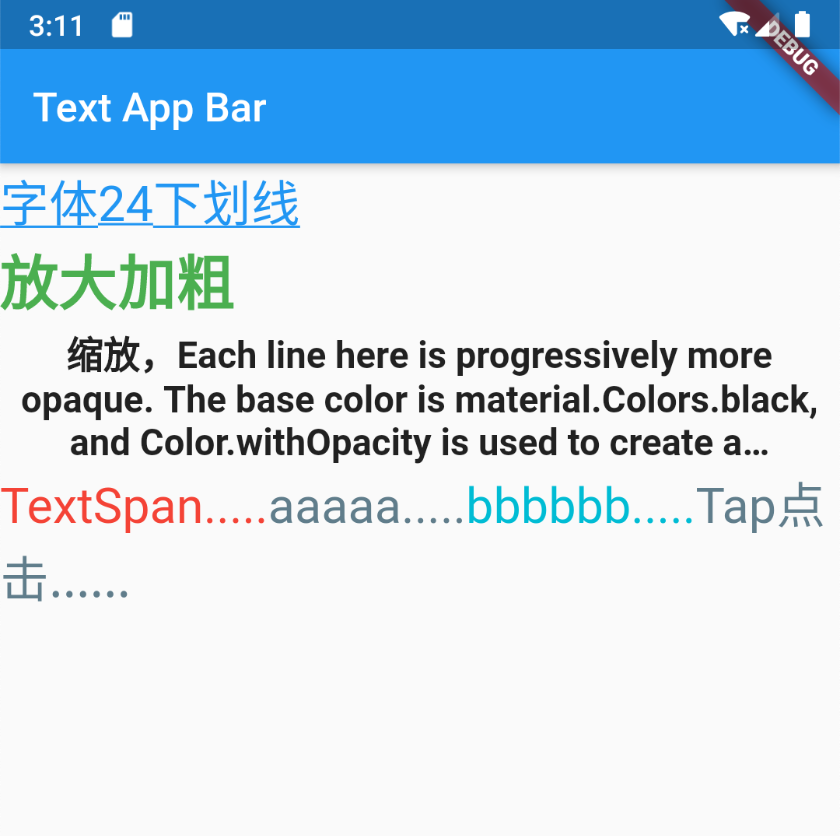 3:11
DEBUG
Text App Bar
字体24下划线
放大加粗
缩放，Each line here is progressively more
opaque. The base color is material.Colors.black,
and Color.withOpacity is used to create a…
TextSpan.....aaaaa.....bbbbbb.....Tap点
击......